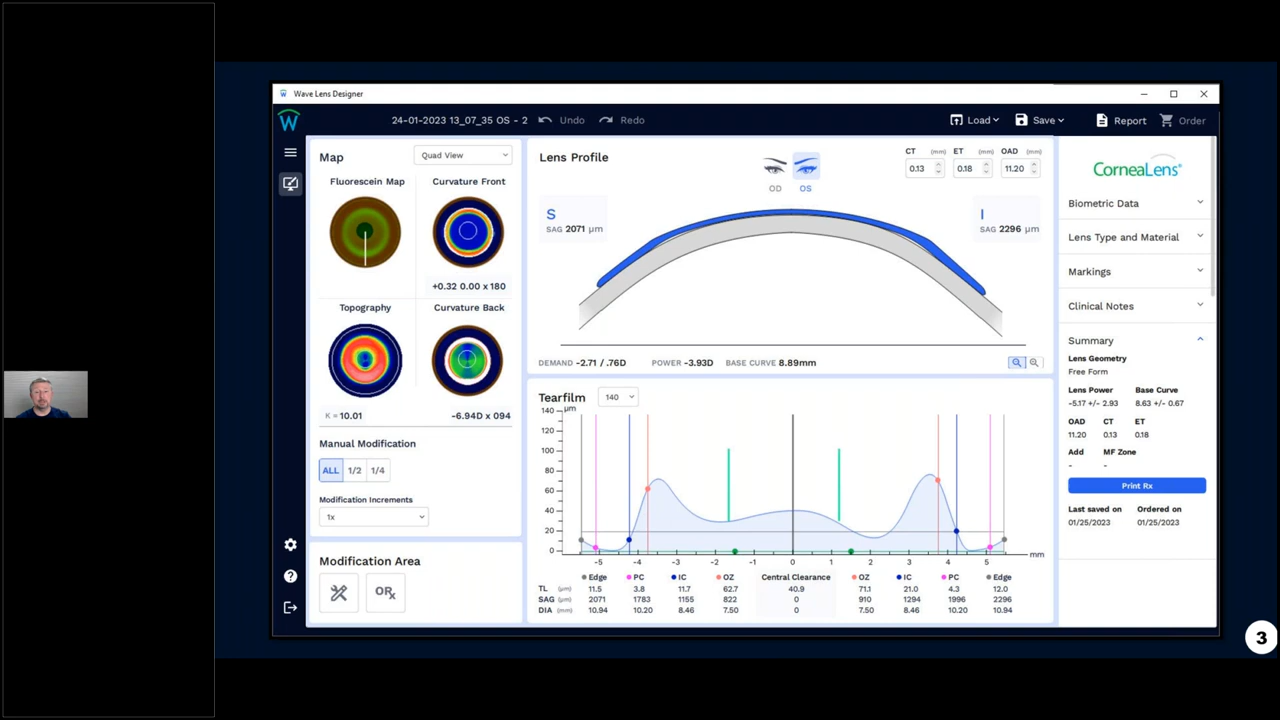 Wave Lens Designer
24-01-2023 13_07_35 OS - 2 Undo Redo Load Save Report Order
Map Quad View
Fluorescein Map Curvature Front
+0.32 0.00 x 180
Topography Curvature Back
K = 10.01 -6.94D x 094
Manual Modification
ALL 1/2 1/4
Modification Increments
1x
Modification Area
ORx
Lens Profile
OD OS
CT (mm) ET (mm) OAD (mm)
0.13 0.18 11.20
S
SAG 2071 µm
I
SAG 2296 µm
DEMAND -2.71 / .76D POWER -3.93D BASE CURVE 8.89mm
Tearfilm 140
µm
140
120
100
80
60
40
20
0
-5 -4 -3 -2 -1 0 1 2 3 4 5 mm
Edge PC IC OZ Central Clearance OZ IC PC Edge
TL (µm) 11.5 3.8 11.7 62.7 40.9 71.1 21.0 4.3 12.0
SAG (µm) 2071 1783 1155 822 0 910 1294 1996 2296
DIA (mm) 10.94 10.20 8.46 7.50 0 7.50 8.46 10.20 10.94
CorneaLens®
Biometric Data
Lens Type and Material
Markings
Clinical Notes
Summary
Lens Geometry
Free Form
Lens Power Base Curve
-5.17 +/- 2.93 8.63 +/- 0.67
OAD CT ET
11.20 0.13 0.18
Add MF Zone
- -
Print Rx
Last saved on Ordered on
01/25/2023 01/25/2023
3